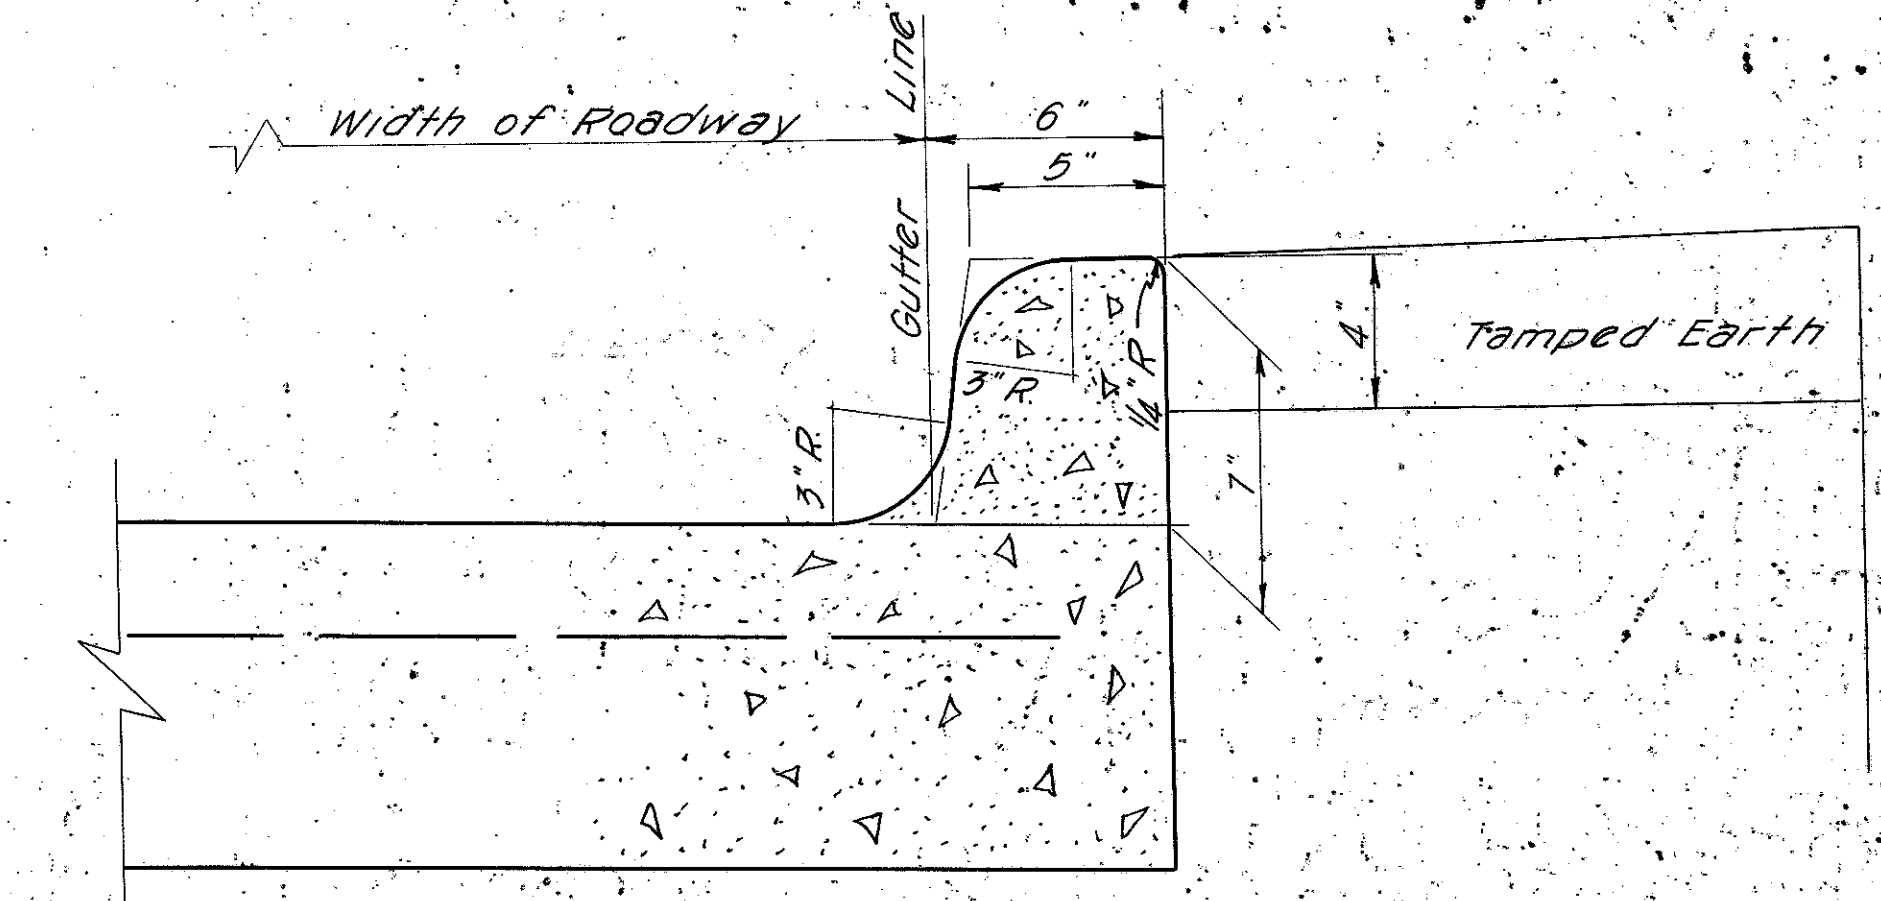 Width of Roadway
Gutter Line
6"
5"
4"
Tamped Earth
3"R
1/4"R
3"R.
7"